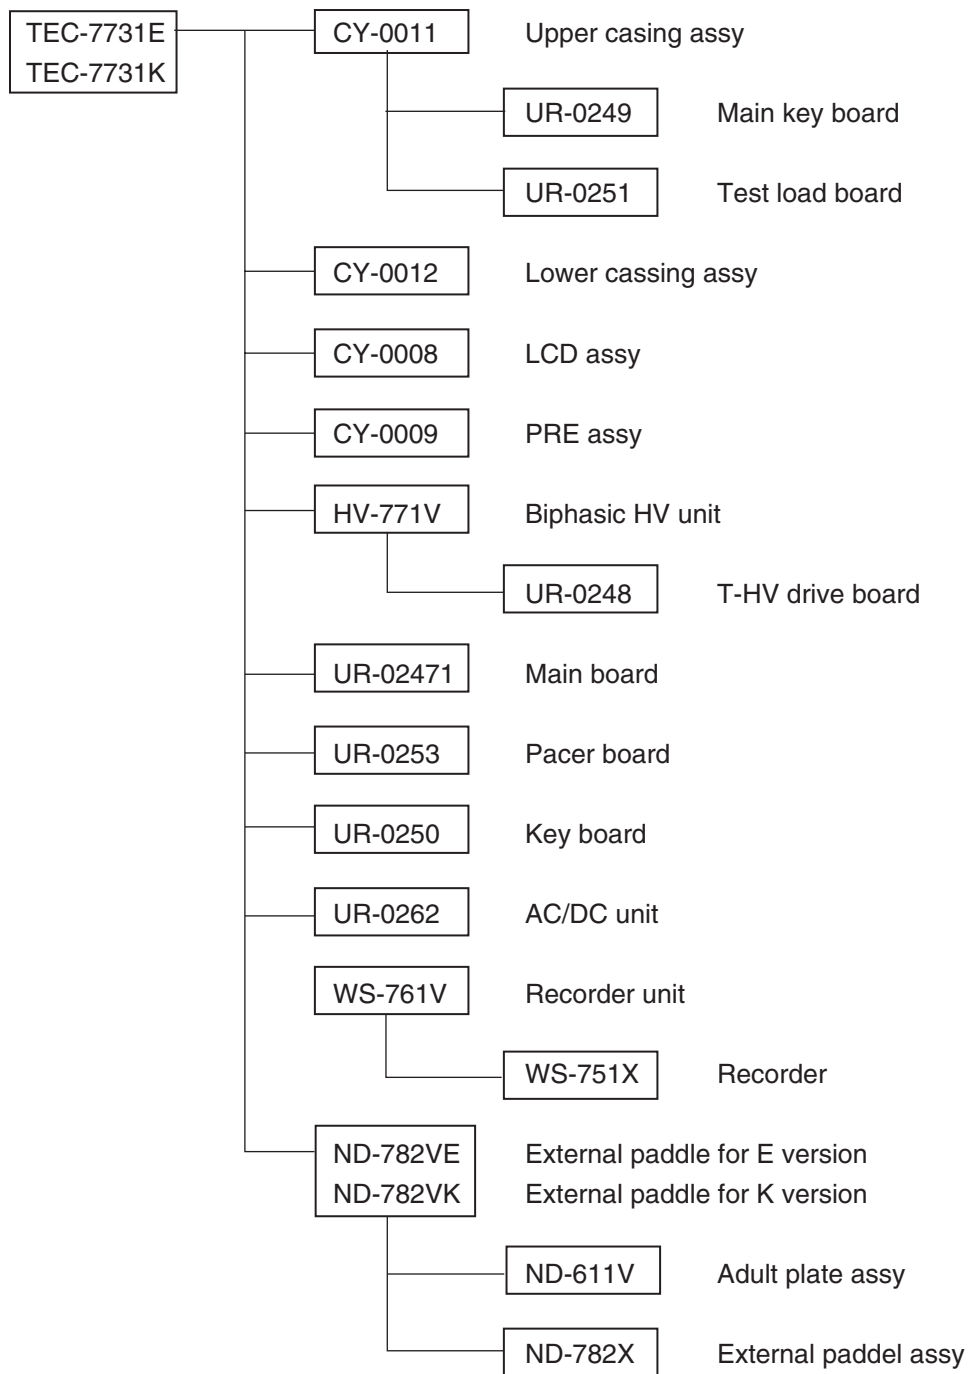 TEC-7731E
TEC-7731K
CY-0011 Upper casing assy
UR-0249 Main key board
UR-0251 Test load board
CY-0012 Lower cassing assy
CY-0008 LCD assy
CY-0009 PRE assy
HV-771V Biphasic HV unit
UR-0248 T-HV drive board
UR-02471 Main board
UR-0253 Pacer board
UR-0250 Key board
UR-0262 AC/DC unit
WS-761V Recorder unit
WS-751X Recorder
ND-782VE External paddle for E version
ND-782VK External paddle for K version
ND-611V Adult plate assy
ND-782X External paddel assy